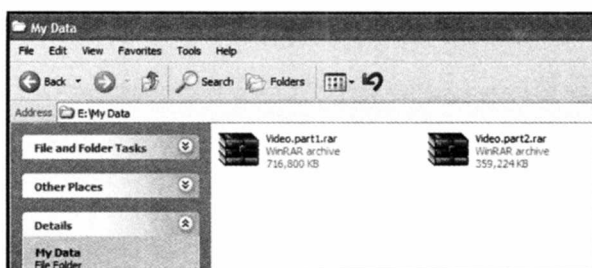 My Data
File Edit View Favorites Tools Help
Back Search Folders
Address E:\My Data
File and Folder Tasks
Other Places
Details
My Data
File Folder
Video.part1.rar
WinRAR archive
716,800 KB
Video.part2.rar
WinRAR archive
359,224 KB